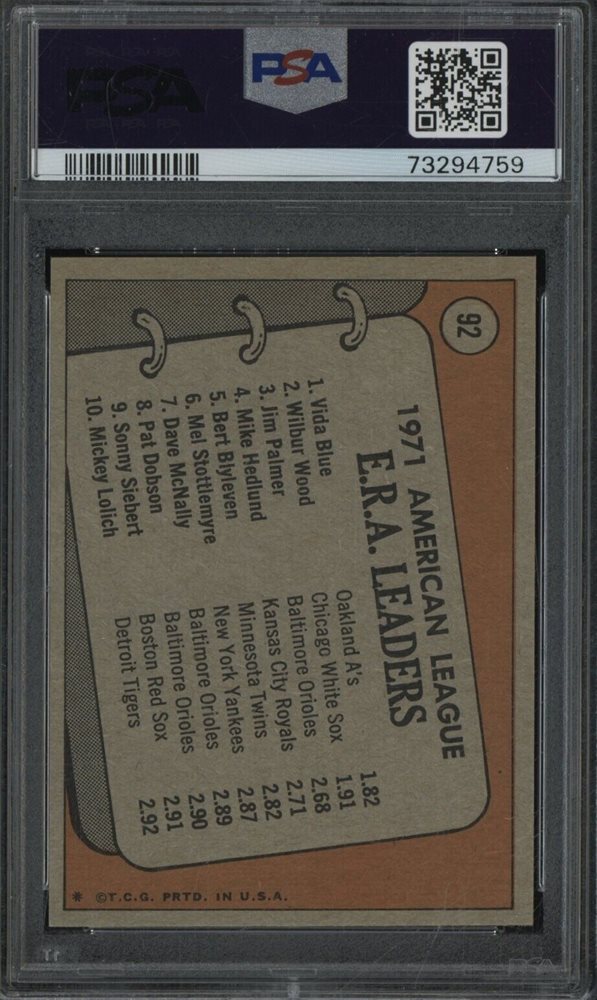 PSA
PSA
73294759
92
1971 AMERICAN LEAGUE
E.R.A. LEADERS
1. Vida Blue Oakland A's 1.82
2. Wilbur Wood Chicago White Sox 1.91
3. Jim Palmer Baltimore Orioles 2.68
4. Mike Hedlund Kansas City Royals 2.71
5. Bert Blyleven Minnesota Twins 2.82
6. Mel Stottlemyre New York Yankees 2.87
7. Dave McNally Baltimore Orioles 2.89
8. Pat Dobson Baltimore Orioles 2.90
9. Sonny Siebert Boston Red Sox 2.91
10. Mickey Lolich Detroit Tigers 2.92
* ©T.C.G. PRTD. IN U.S.A.
PSA